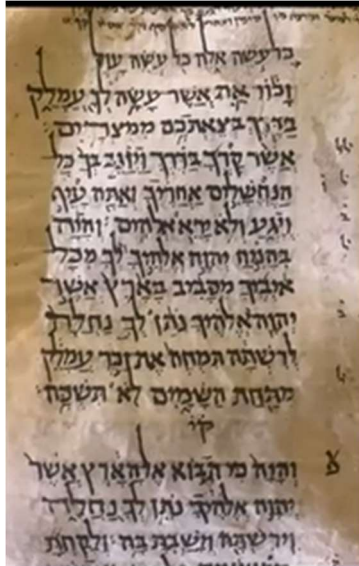 כל עשה אלה כל עשה עול
זכור את אשר עשה לך עמלק
בדרך בצאתכם ממצרים
אשר קרך בדרך ויזנב בך כל
הנחשלים אחריך ואתה עיף
ויגע ולא ירא אלהים והיה
בהניח יהוה אלהיך לך מכל
איביך מסביב בארץ אשר
יהוה אלהיך נתן לך נחלה
לרשתה תמחה את זכר עמלק
מתחת השמים לא תשכח
קי
והיה כי תבוא אל הארץ אשר
יהוה אלהיך נתן לך נחלה
וירשתה וישבת בה ולקחת